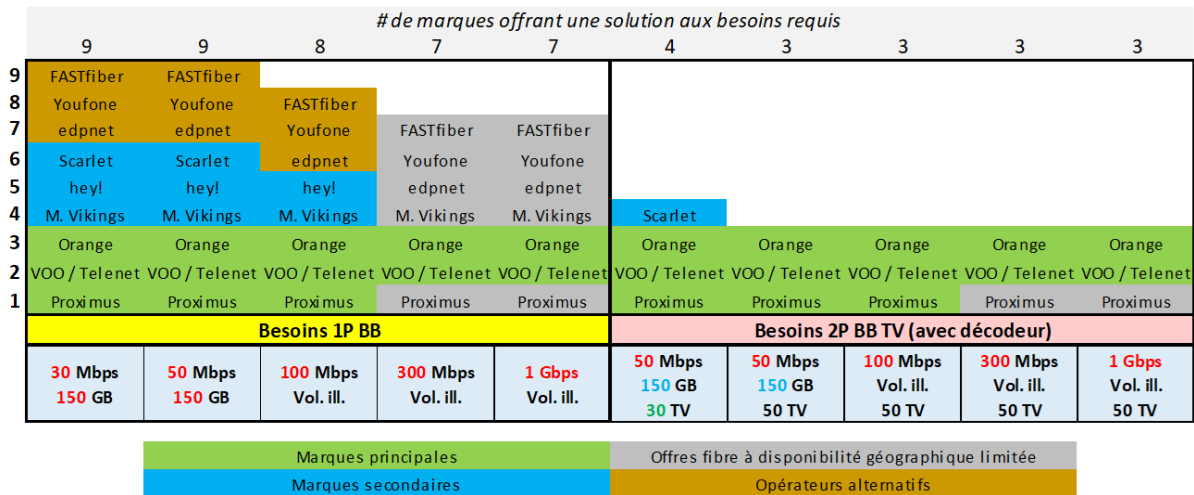 # de marques offrant une solution aux besoins requis
9 9 8 7 7 4 3 3 3 3
9 FASTfiber FASTfiber
8 Youfone Youfone FASTfiber
7 edpnet edpnet Youfone FASTfiber FASTfiber
6 Scarlet Scarlet edpnet Youfone Youfone
5 hey! hey! hey! edpnet edpnet
4 M. Vikings M. Vikings M. Vikings M. Vikings M. Vikings Scarlet
3 Orange Orange Orange Orange Orange Orange Orange Orange Orange Orange
2 VOO / Telenet VOO / Telenet VOO / Telenet VOO / Telenet VOO / Telenet VOO / Telenet VOO / Telenet VOO / Telenet VOO / Telenet VOO / Telenet
1 Proximus Proximus Proximus Proximus Proximus Proximus Proximus Proximus Proximus Proximus
Besoins 1P BB Besoins 2P BB TV (avec décodeur)
30 Mbps 50 Mbps 100 Mbps 300 Mbps 1 Gbps 50 Mbps 50 Mbps 100 Mbps 300 Mbps 1 Gbps
150 GB 150 GB Vol. ill. Vol. ill. Vol. ill. 150 GB 150 GB Vol. ill. Vol. ill. Vol. ill.
30 TV 50 TV 50 TV 50 TV 50 TV
Marques principales Offres fibre à disponibilité géographique limitée
Marques secondaires Opérateurs alternatifs